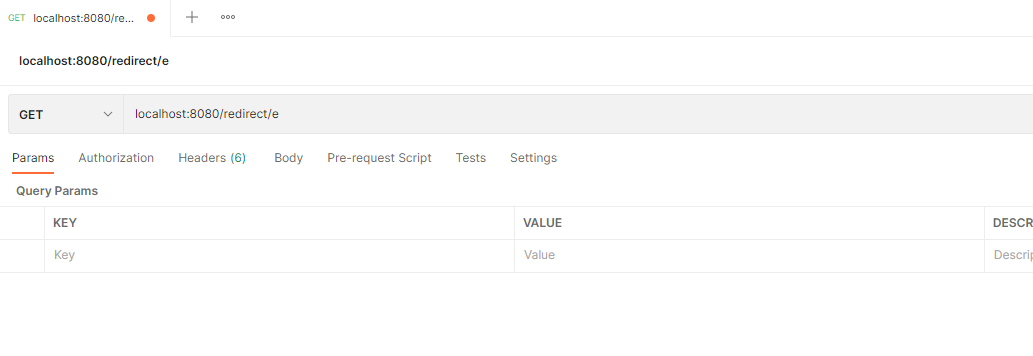 GET localhost:8080/re...
localhost:8080/redirect/e
GET localhost:8080/redirect/e
Params Authorization Headers (6) Body Pre-request Script Tests Settings
Query Params
KEY VALUE DESCR
Key Value Descrip